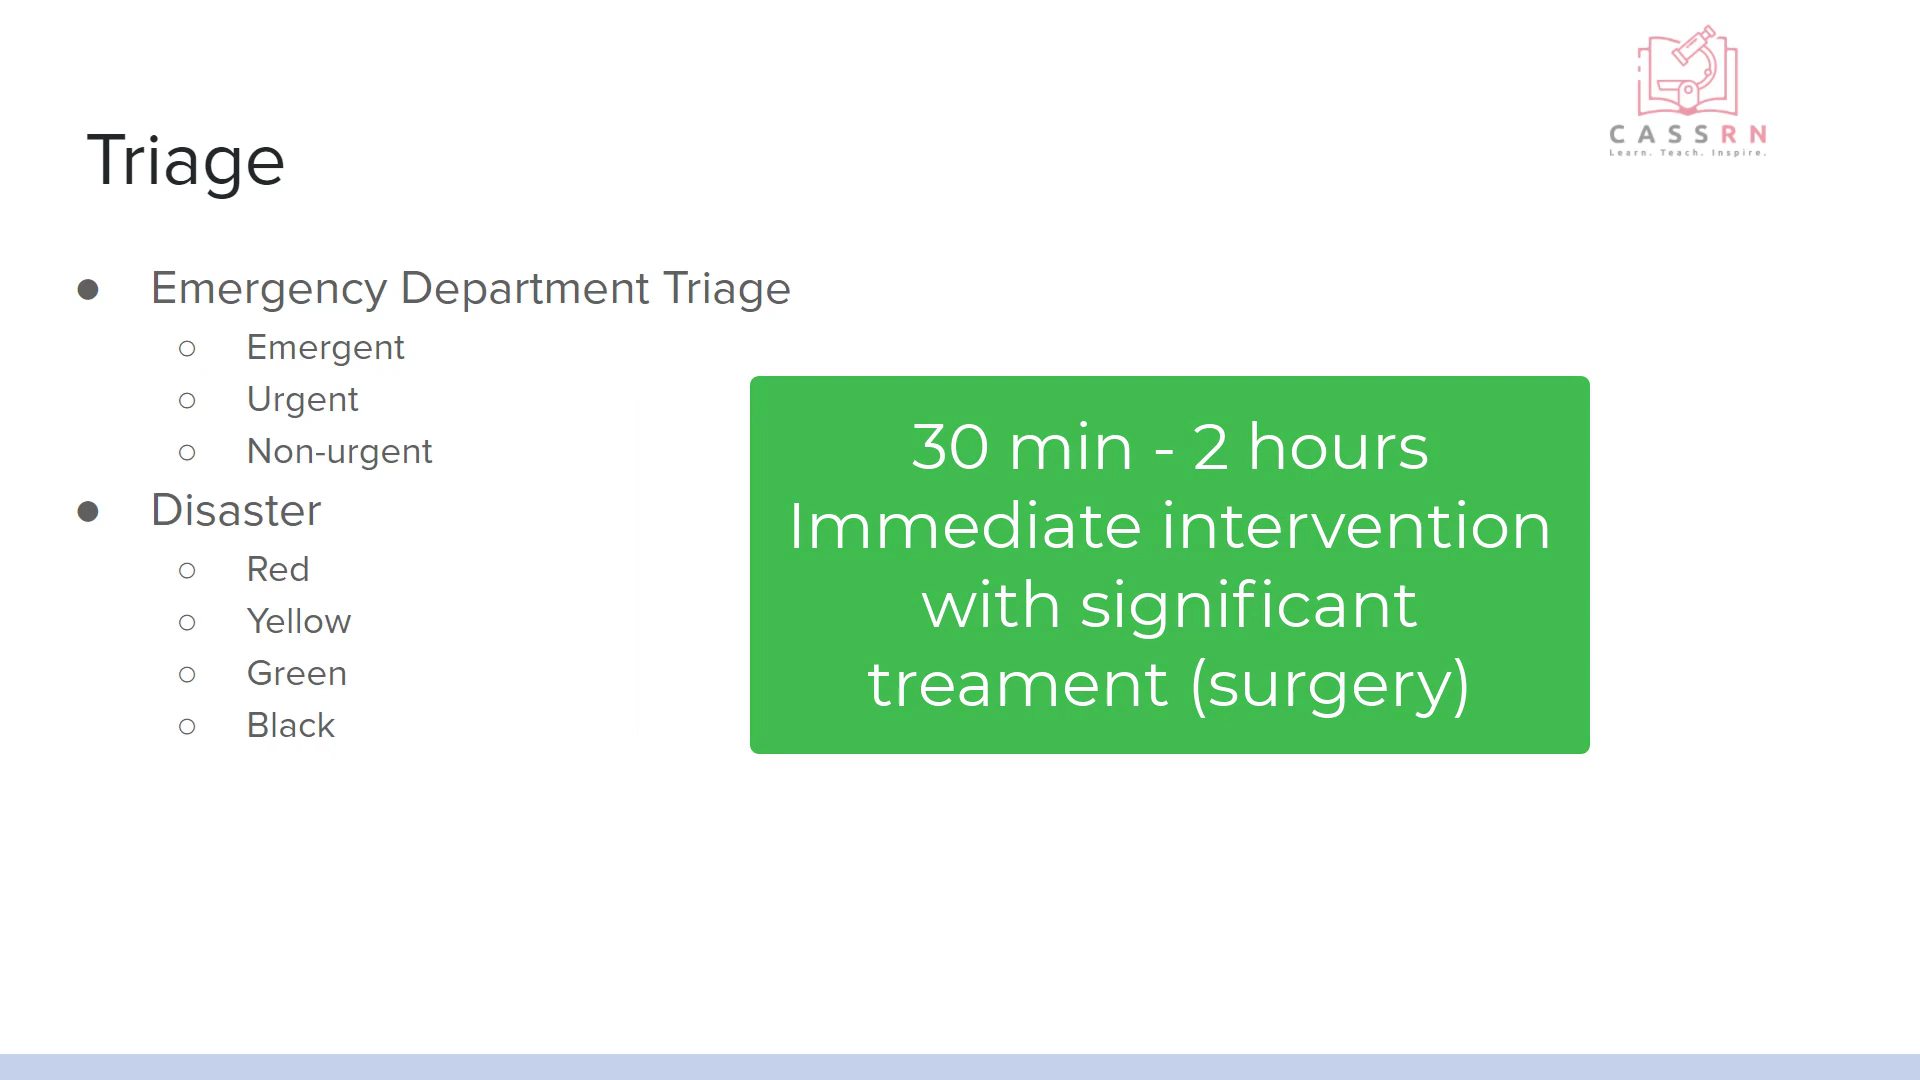 CASSRN
Learn. Teach. Inspire.
Triage
● Emergency Department Triage
○ Emergent
○ Urgent
○ Non-urgent
● Disaster
○ Red
○ Yellow
○ Green
○ Black
30 min - 2 hours
Immediate intervention
with significant
treament (surgery)